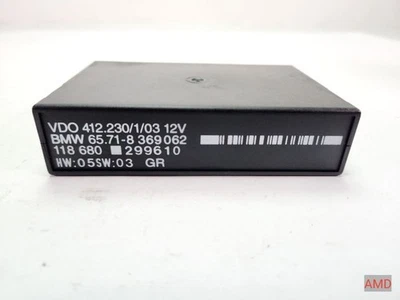 VDO 412.230/1/03 12V
BMW 65.71-8 369 062
118 680 299610
HW:05SW:03 GR
AMD